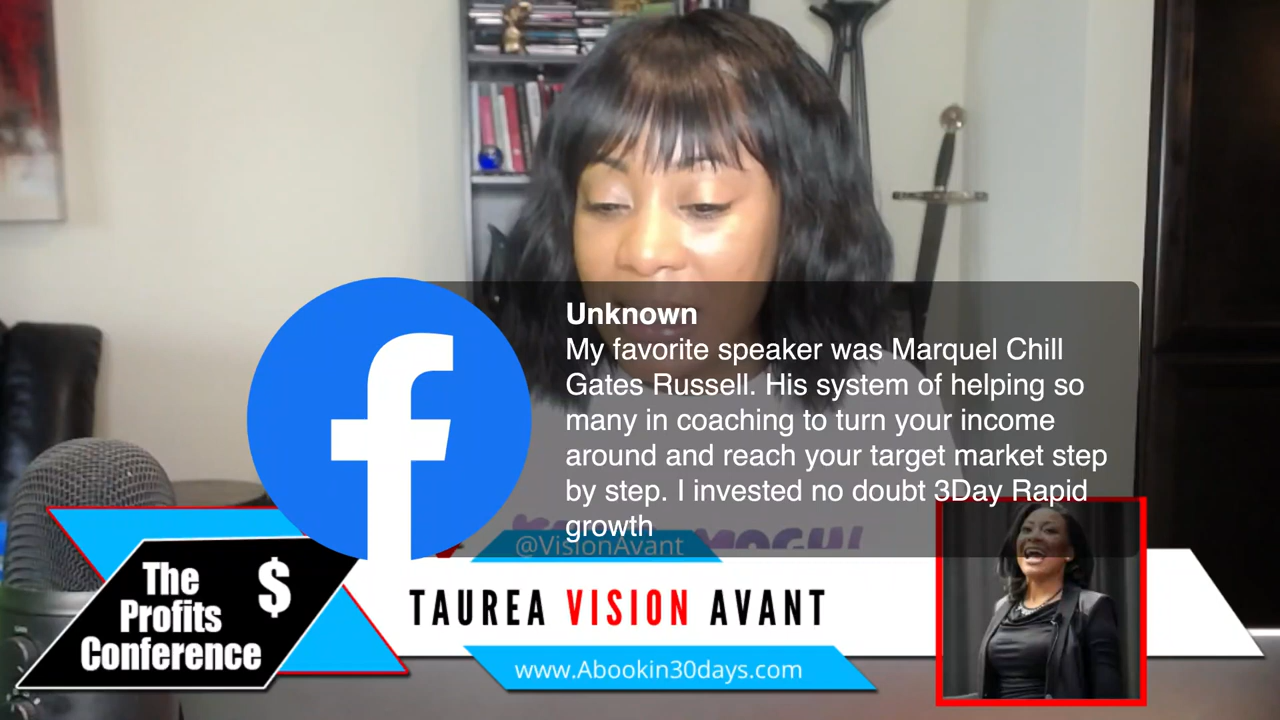 Unknown
My favorite speaker was Marquel Chill
Gates Russell. His system of helping so
many in coaching to turn your income
around and reach your target market step
by step. I invested no doubt 3Day Rapid
growth
@VisionAvant
The
Profits
Conference
$
TAUREA VISION AVANT
www.Abookin30days.com